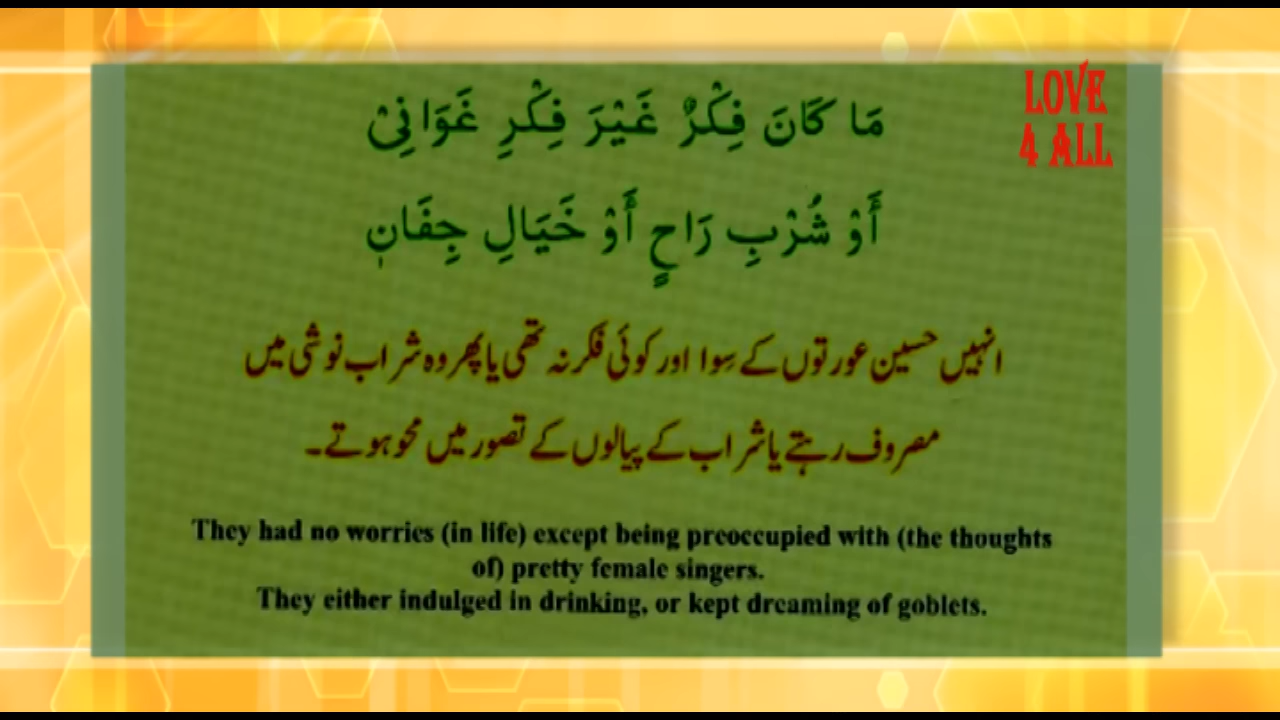 LOVE
4 ALL
مَا كَانَ فِكْرٌ غَيْرَ فِكْرِ غَوَانِیْ
أَوْ شُرْبِ رَاحٍ أَوْ خَيَالِ جِفَانٖ
انہیں حسین عورتوں کے سِوا اور کوئی فکر نہ تھی یا پھر وہ شراب نوشی میں
مصروف رہتے یا شراب کے پیالوں کے تصور میں محو ہوتے۔
They had no worries (in life) except being preoccupied with (the thoughts
of) pretty female singers.
They either indulged in drinking, or kept dreaming of goblets.